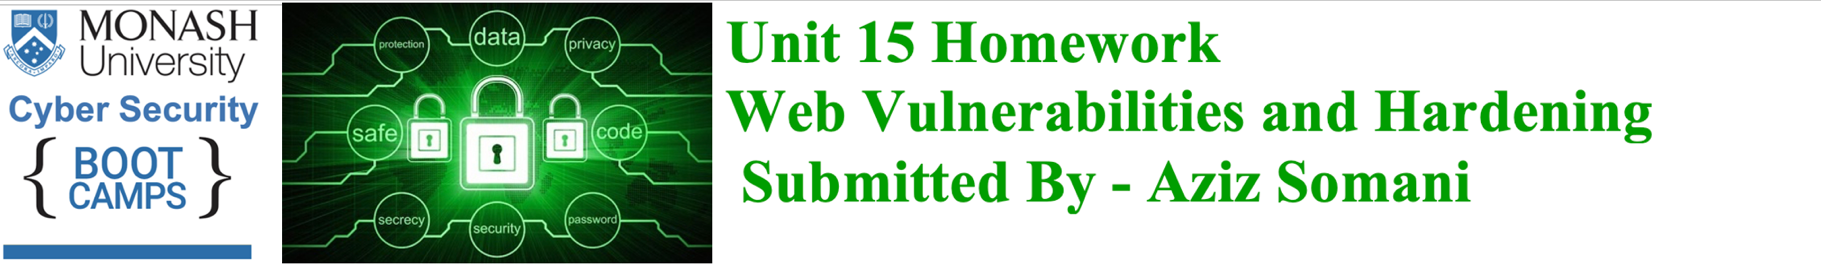 MONASH
University
Cyber Security
{ BOOT
CAMPS }
protection
data
privacy
safe
code
secrecy
security
password
Unit 15 Homework
Web Vulnerabilities and Hardening
Submitted By - Aziz Somani